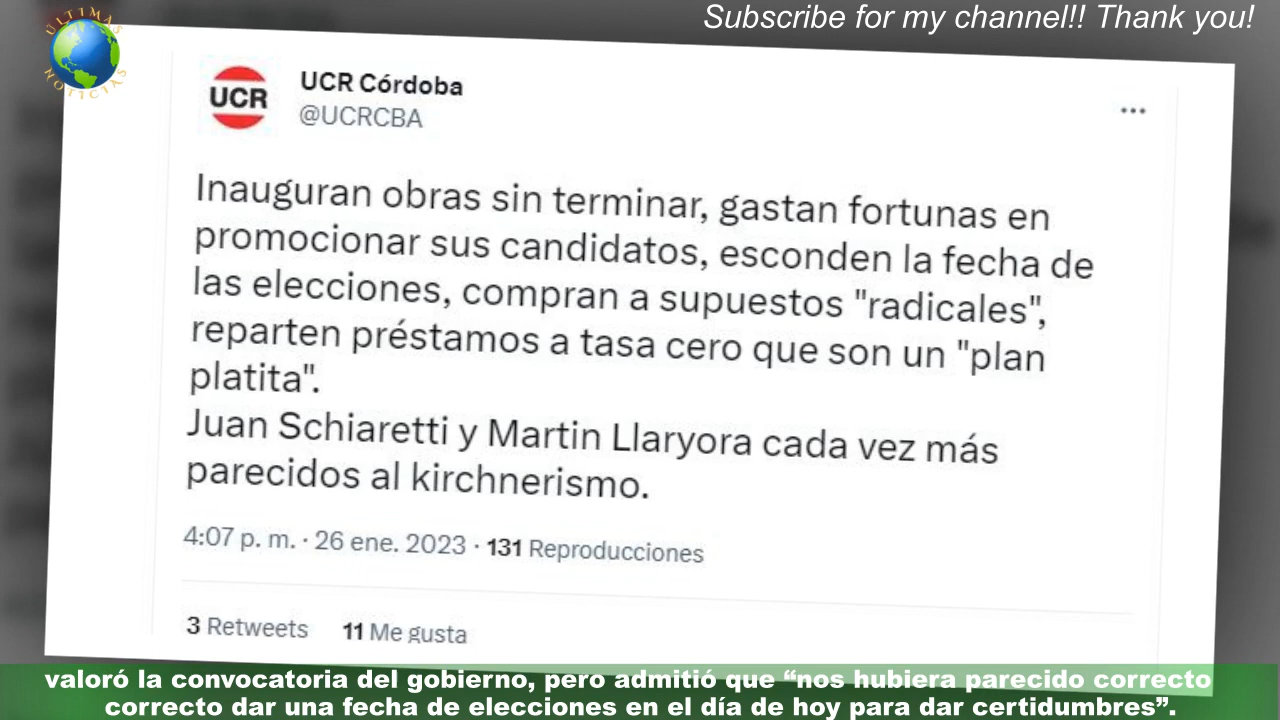 Subscribe for my channel!! Thank you!
ÚLTIMAS
NOTICIAS
UCR
UCR Córdoba
@UCRCBA
Inauguran obras sin terminar, gastan fortunas en
promocionar sus candidatos, esconden la fecha de
las elecciones, compran a supuestos "radicales",
reparten préstamos a tasa cero que son un "plan
platita".
Juan Schiaretti y Martin Llaryora cada vez más
parecidos al kirchnerismo.
4:07 p. m. · 26 ene. 2023 · 131 Reproducciones
3 Retweets 11 Me gusta
valoró la convocatoria del gobierno, pero admitió que “nos hubiera parecido correcto
correcto dar una fecha de elecciones en el día de hoy para dar certidumbres”.